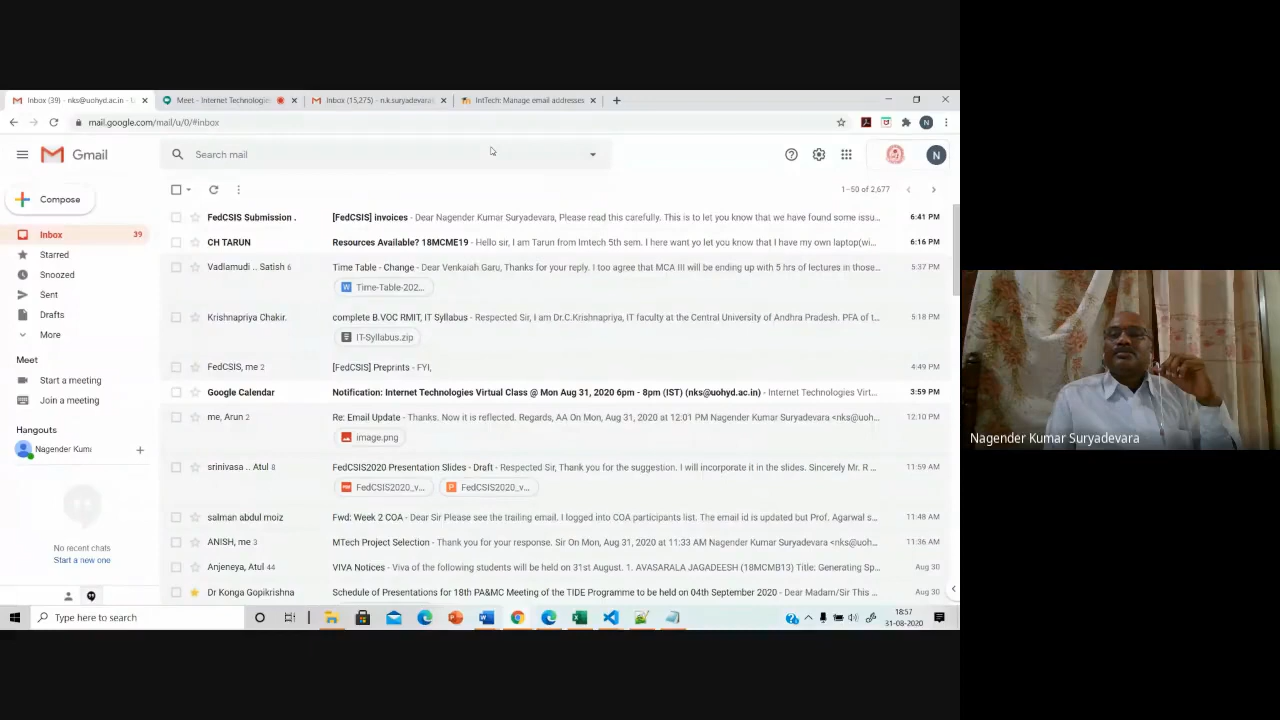 Inbox (39) - nks@uohyd.ac.in - U
Meet - Internet Technologies
Inbox (15,275) - n.k.suryadevara
IntTech: Manage email addresses
mail.google.com/mail/u/0/#inbox
N
Gmail
Search mail
N
Compose
1–50 of 2,677
Inbox 39
Starred
Snoozed
Sent
Drafts
More
Meet
Start a meeting
Join a meeting
Hangouts
Nagender Kum
No recent chats
Start a new one
FedCSIS Submission . [FedCSIS] invoices - Dear Nagender Kumar Suryadevara, Please read this carefully. This is to let you know that we have found some issu... 6:41 PM
CH TARUN Resources Available? 18MCME19 - Hello sir, I am Tarun from Imtech 5th sem. I here want yo let you know that I have my own laptop(wi... 6:16 PM
Vadlamudi .. Satish 6 Time Table - Change - Dear Venkaiah Garu, Thanks for your reply. I too agree that MCA III will be ending up with 5 hrs of lectures in those... 5:37 PM
Time-Table-202...
Krishnapriya Chakir. complete B.VOC RMIT, IT Syllabus - Respected Sir, I am Dr.C.Krishnapriya, IT faculty at the Central University of Andhra Pradesh. PFA of t... 5:18 PM
IT-Syllabus.zip
FedCSIS, me 2 [FedCSIS] Preprints - FYI, 4:49 PM
Google Calendar Notification: Internet Technologies Virtual Class @ Mon Aug 31, 2020 6pm - 8pm (IST) (nks@uohyd.ac.in) - Internet Technologies Virt... 3:59 PM
me, Arun 2 Re: Email Update - Thanks. Now it is reflected. Regards, AA On Mon, Aug 31, 2020 at 12:01 PM Nagender Kumar Suryadevara <nks@uoh... 12:10 PM
image.png
srinivasa .. Atul 8 FedCSIS2020 Presentation Slides - Draft - Respected Sir, Thank you for the suggestion. I will incorporate it in the slides. Sincerely Mr. R ... 11:59 AM
FedCSIS2020_v...
FedCSIS2020_v...
salman abdul moiz Fwd: Week 2 COA - Dear Sir Please see the trailing email. I logged into COA participants list. The email id is updated but Prof. Agarwal s... 11:48 AM
ANISH, me 3 MTech Project Selection - Thank you for your response. Sir On Mon, Aug 31, 2020 at 11:33 AM Nagender Kumar Suryadevara <nks@uoh... 11:36 AM
Anjeneya, Atul 44 VIVA Notices - Viva of the following students will be held on 31st August. 1. AVASARALA JAGADEESH (18MCMB13) Title: Generating Sp... Aug 30
Dr Konga Gopikrishna Schedule of Presentations for 18th PA&MC Meeting of the TIDE Programme to be held on 04th September 2020 - Dear Madam/Sir This ... Aug 30
Type here to search
18:57
31-08-2020
Nagender Kumar Suryadevara